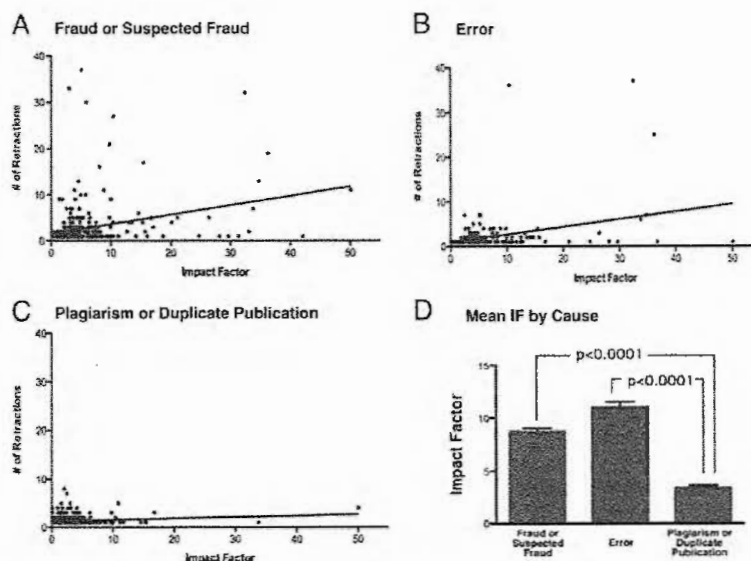 A Fraud or Suspected Fraud
# of Retractions
40
30
20
10
0
0 10 20 30 40 50
Impact Factor
B Error
# of Retractions
40
30
20
10
0
0 10 20 30 40 50
Impact Factor
C Plagiarism or Duplicate Publication
# of Retractions
40
30
20
10
0
0 10 20 30 40 50
Impact Factor
D Mean IF by Cause
Impact Factor
15
10
5
0
p<0.0001
p<0.0001
Fraud or
Suspected
Fraud
Error
Plagiarism or
Duplicate
Publication